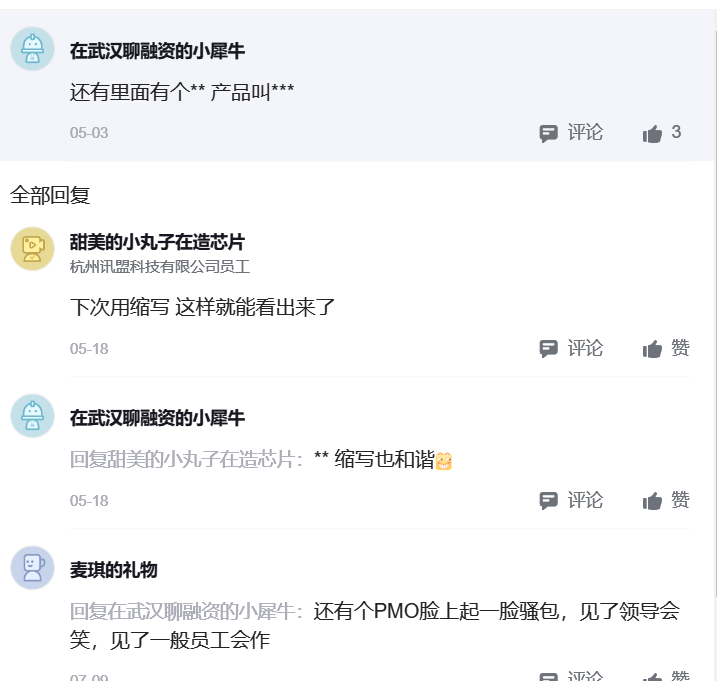 在武汉聊融资的小犀牛
还有里面有个** 产品叫***
05-03 评论 3
全部回复
甜美的小丸子在造芯片
杭州讯盟科技有限公司员工
下次用缩写 这样就能看出来了
05-18 评论 赞
在武汉聊融资的小犀牛
回复甜美的小丸子在造芯片：** 缩写也和谐
05-18 评论 赞
麦琪的礼物
回复在武汉聊融资的小犀牛：还有个PMO脸上起一脸骚包，见了领导会
笑，见了一般员工会作
07-09 评论 赞